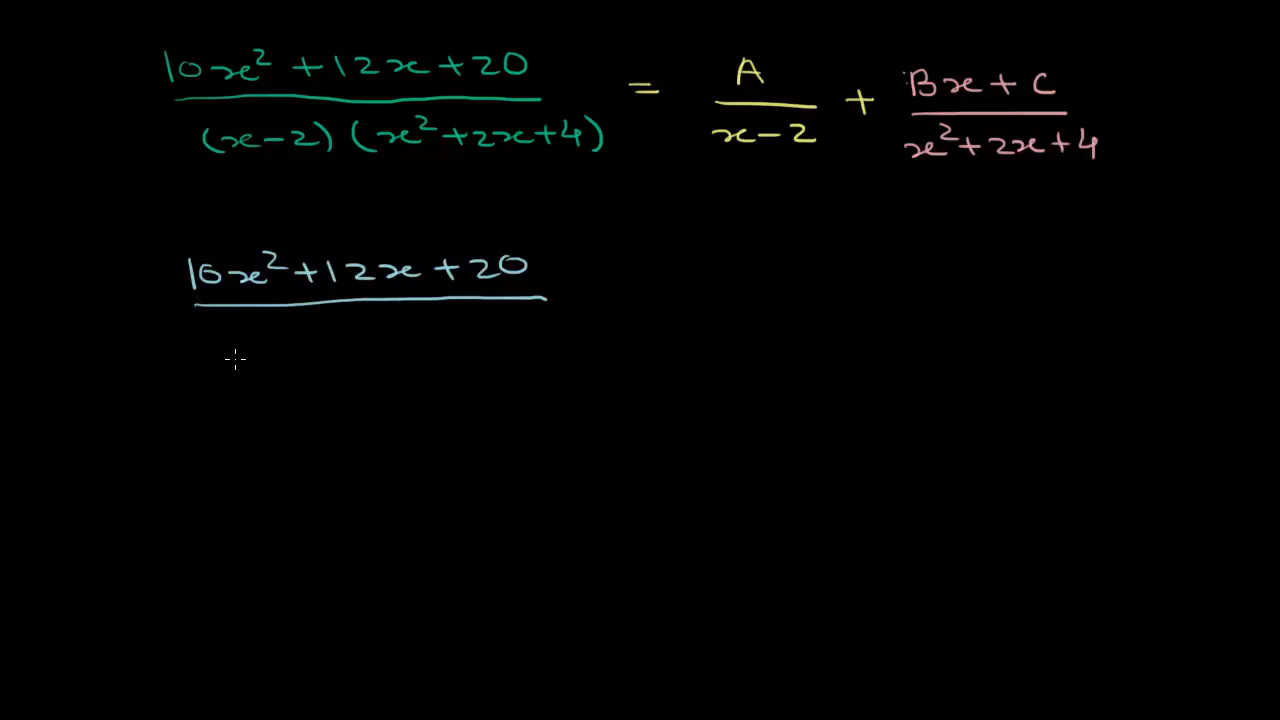 10x² + 12x + 20 / (x - 2) (x² + 2x + 4) = A / x - 2 + Bx + C / x² + 2x + 4
10x² + 12x + 20